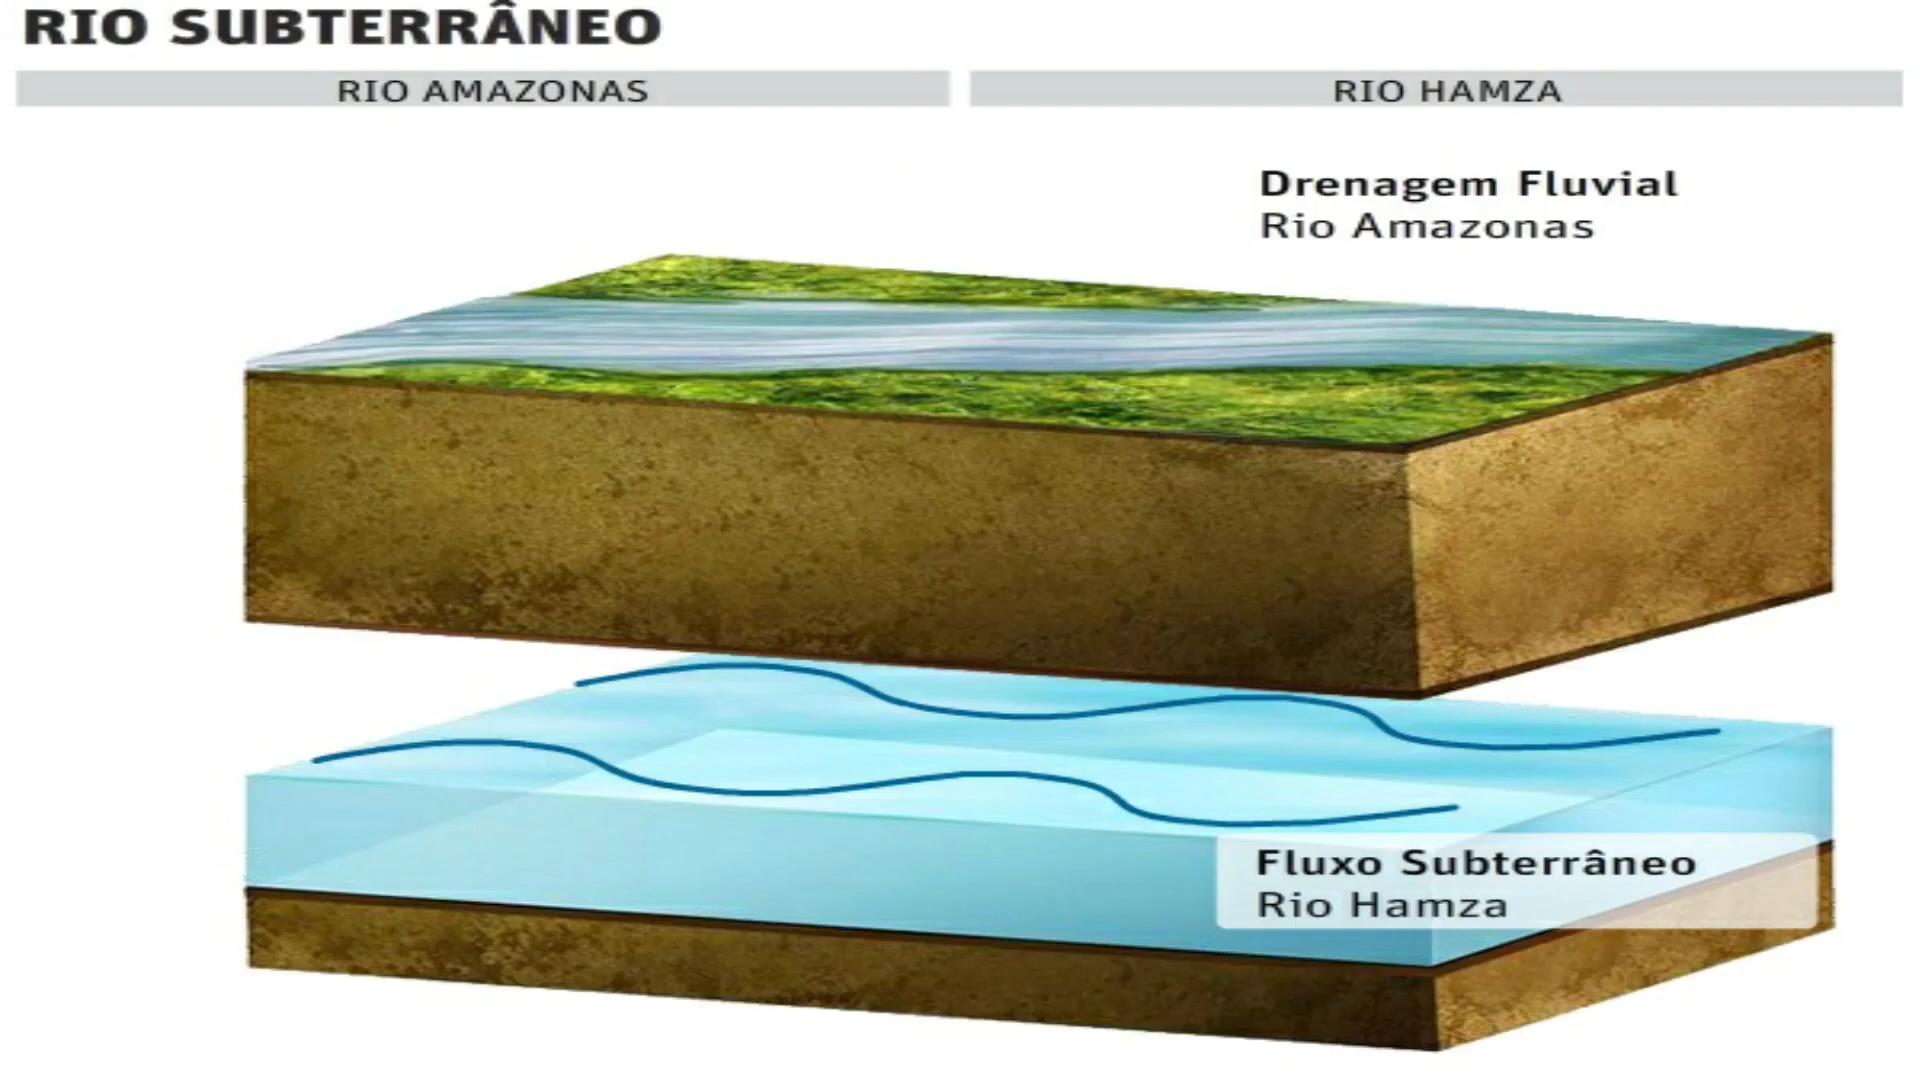 RIO SUBTERRÂNEO
RIO AMAZONAS
RIO HAMZA
Drenagem Fluvial
Rio Amazonas
Fluxo Subterrâneo
Rio Hamza